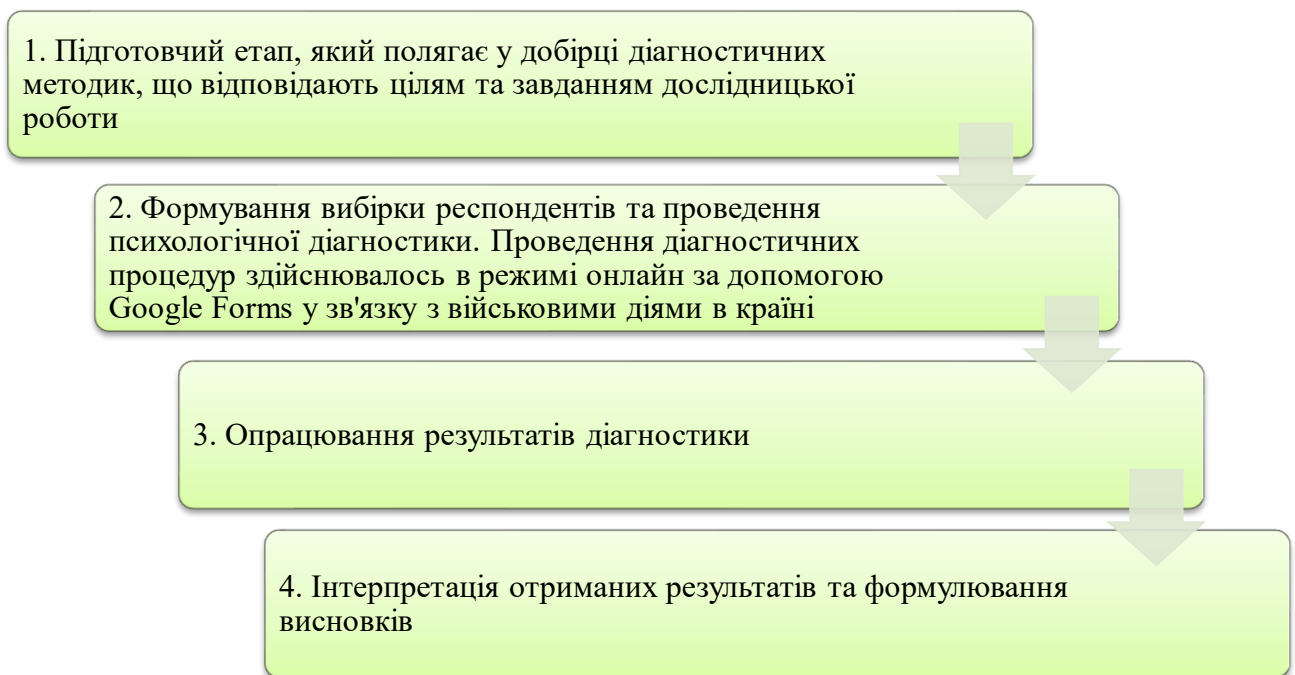 1. Підготовчий етап, який полягає у добірці діагностичних
методик, що відповідають цілям та завданням дослідницької
роботи
2. Формування вибірки респондентів та проведення
психологічної діагностики. Проведення діагностичних
процедур здійснювалось в режимі онлайн за допомогою
Google Forms у зв'язку з військовими діями в країні
3. Опрацювання результатів діагностики
4. Інтерпретація отриманих результатів та формулювання
висновків